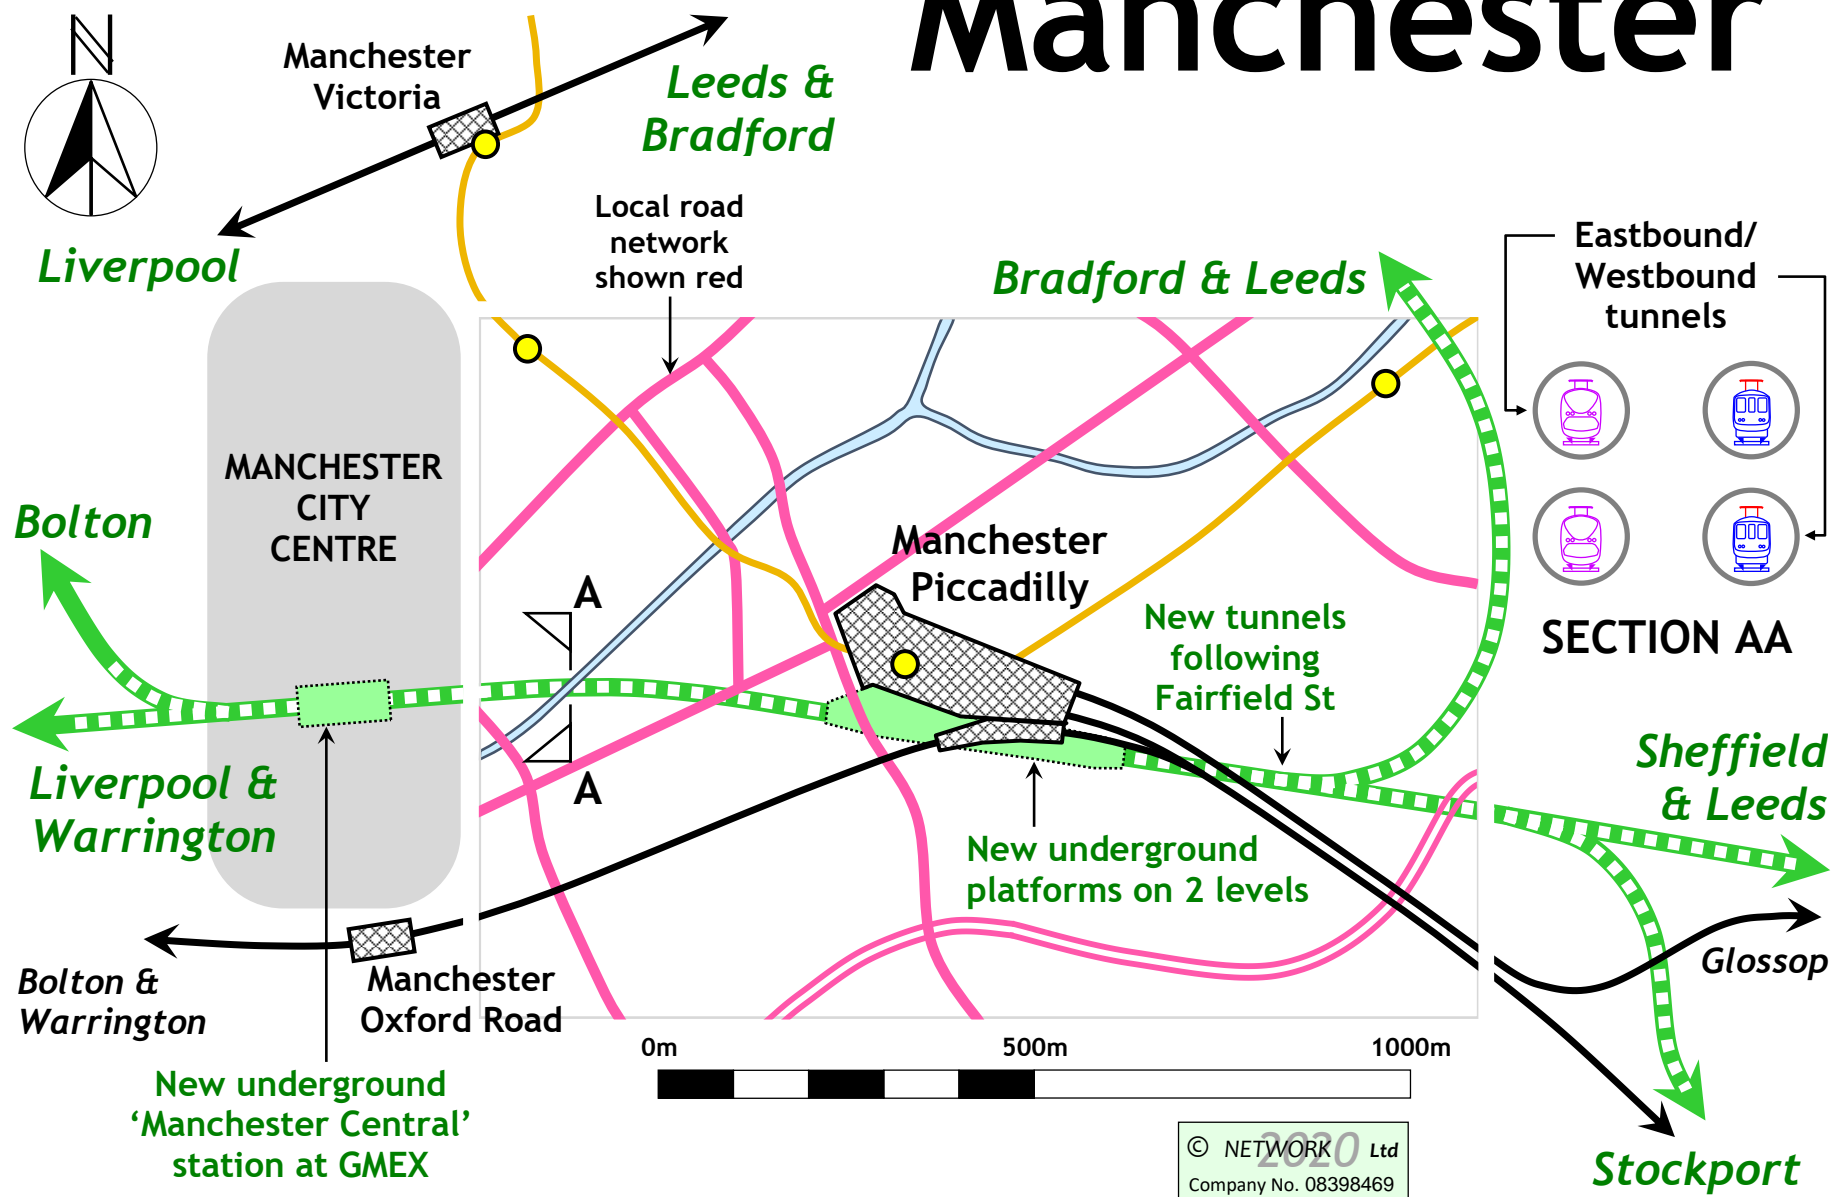 Manchester
N
Manchester
Victoria
Leeds &
Bradford
Liverpool
Local road
network
shown red
Bradford & Leeds
Eastbound/
Westbound
tunnels
MANCHESTER
CITY
CENTRE
Bolton
Manchester
Piccadilly
A
New tunnels
following
Fairfield St
SECTION AA
Liverpool &
Warrington
A
Sheffield
& Leeds
New underground
platforms on 2 levels
Glossop
Bolton &
Warrington
Manchester
Oxford Road
0m
500m
1000m
New underground
‘Manchester Central’
station at GMEX
© NETWORK 2020 Ltd
Company No. 08398469
Stockport